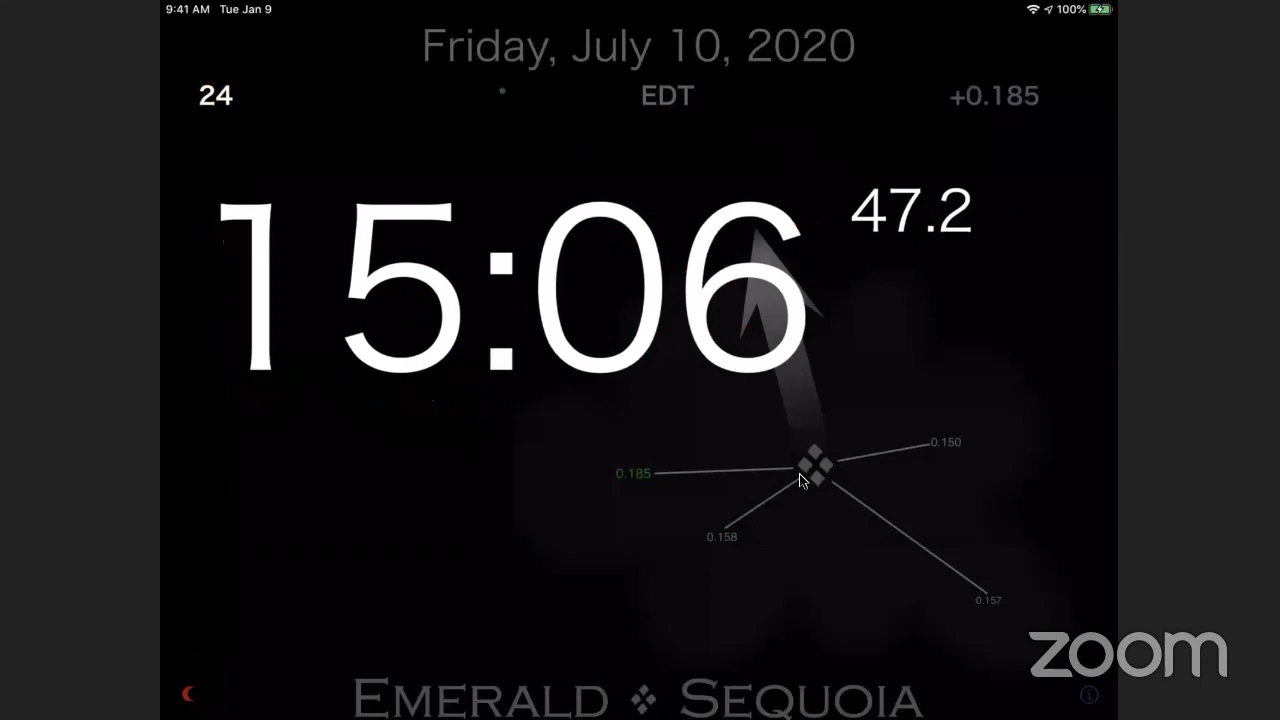 9:41 AM Tue Jan 9
100%
Friday, July 10, 2020
24
EDT
+0.185
15:06
47.2
0.150
0.185
0.158
0.157
zoom
EMERALD SEQUOIA